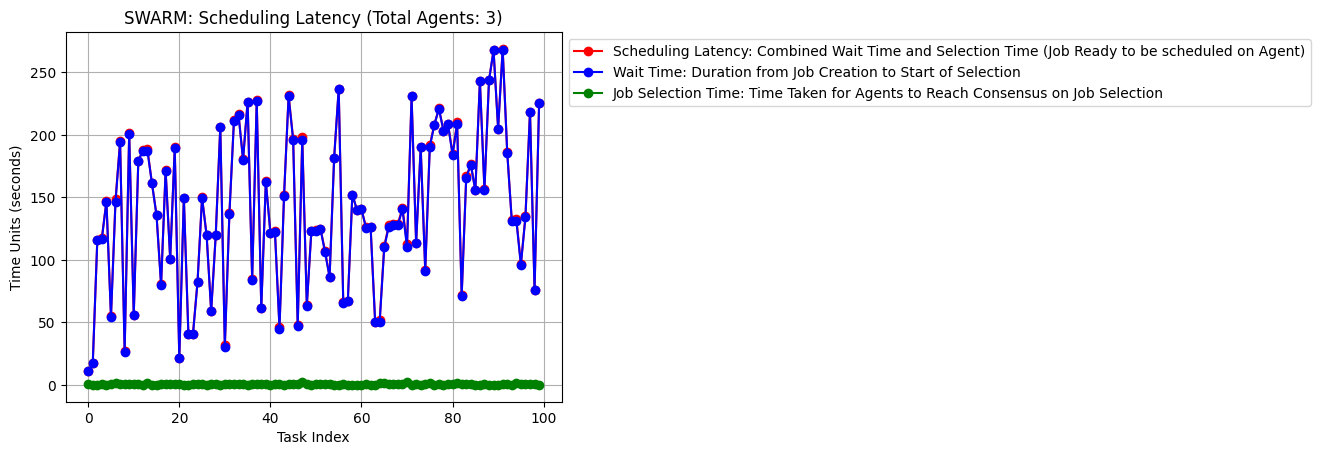 SWARM: Scheduling Latency (Total Agents: 3)
Scheduling Latency: Combined Wait Time and Selection Time (Job Ready to be scheduled on Agent)
Wait Time: Duration from Job Creation to Start of Selection
Job Selection Time: Time Taken for Agents to Reach Consensus on Job Selection
Time Units (seconds)
250
200
150
100
50
0
0 20 40 60 80 100
Task Index